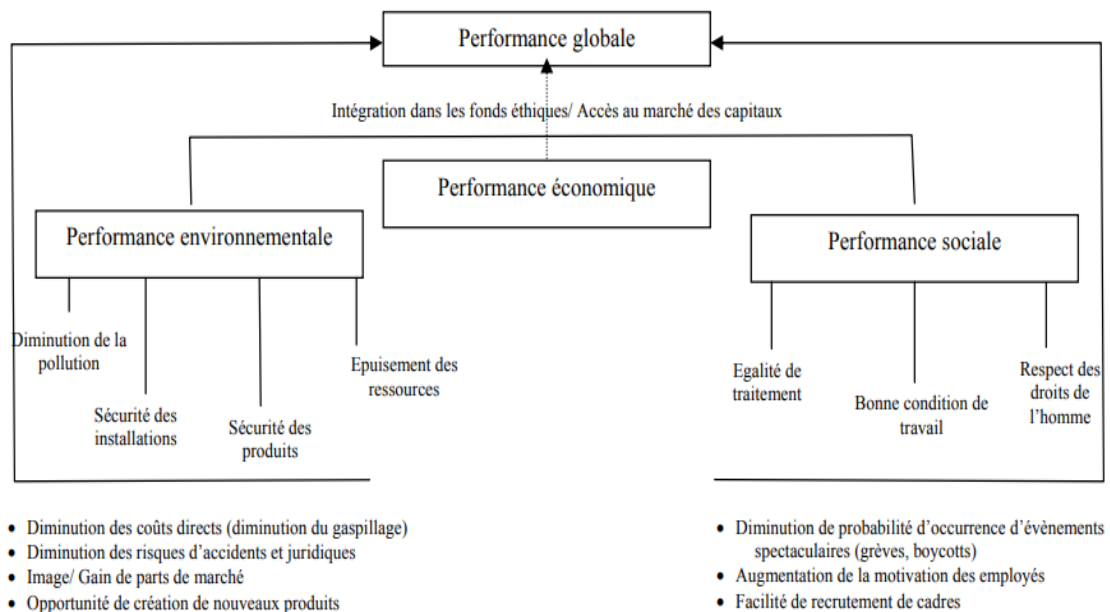 Performance globale
Intégration dans les fonds éthiques/ Accès au marché des capitaux
Performance économique
Performance environnementale
Performance sociale
Diminution de la
pollution
Sécurité des
installations
Sécurité des
produits
Epuisement des
ressources
Egalité de
traitement
Bonne condition de
travail
Respect des
droits de
l’homme
• Diminution des coûts directs (diminution du gaspillage)
• Diminution des risques d’accidents et juridiques
• Image/ Gain de parts de marché
• Opportunité de création de nouveaux produits
• Diminution de probabilité d’occurrence d’évènements
spectaculaires (grèves, boycotts)
• Augmentation de la motivation des employés
• Facilité de recrutement de cadres